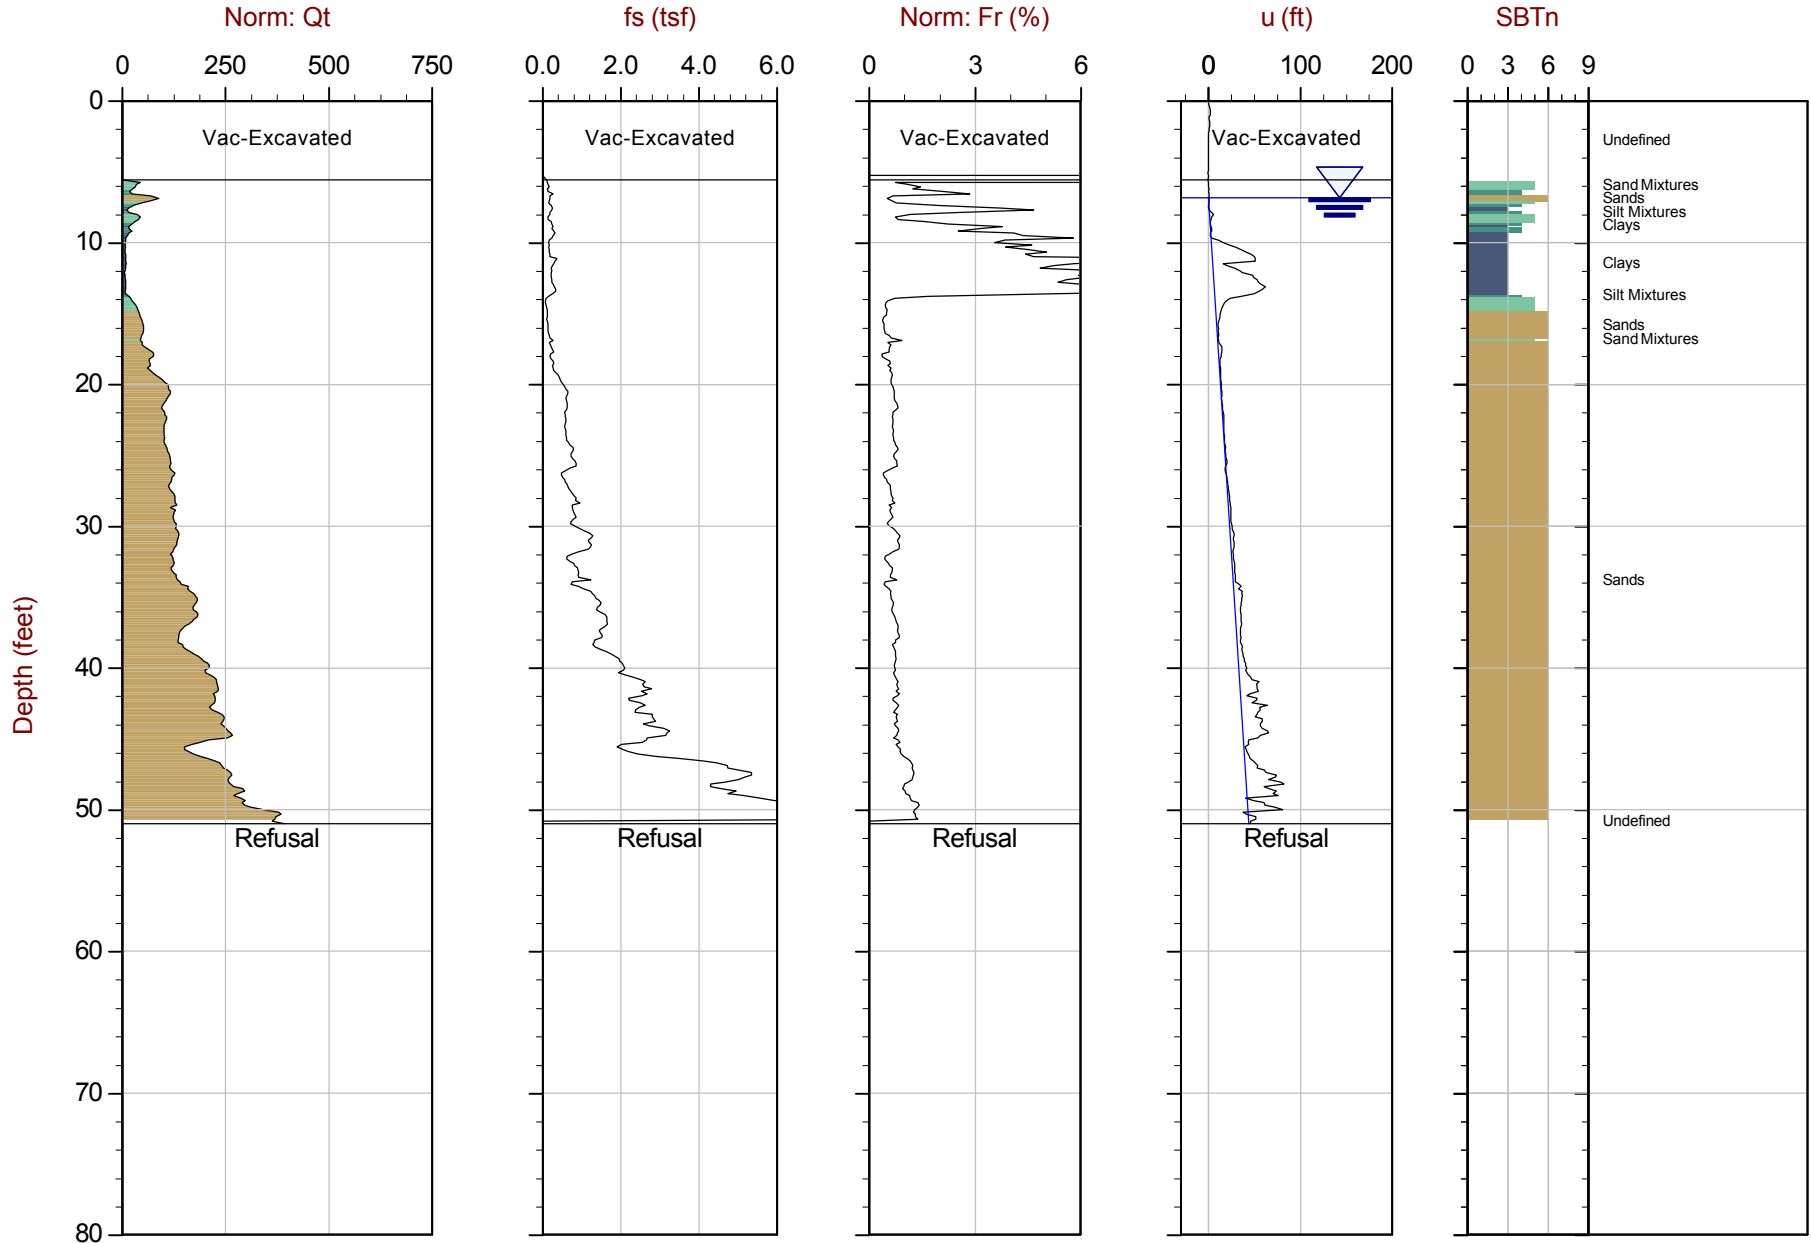 Norm: Qt fs (tsf) Norm: Fr (%) u (ft) SBTn
0 250 500 750 0.0 2.0 4.0 6.0 0 3 6 0 100 200 0 3 6 9
0
Vac-Excavated Vac-Excavated Vac-Excavated Vac-Excavated Undefined
Sand Mixtures
Sands
Silt Mixtures
Clays
10
Clays
Silt Mixtures
Sands
Sand Mixtures
20
30
Sands
Depth (feet)
40
50
Undefined
Refusal Refusal Refusal Refusal
60
70
80